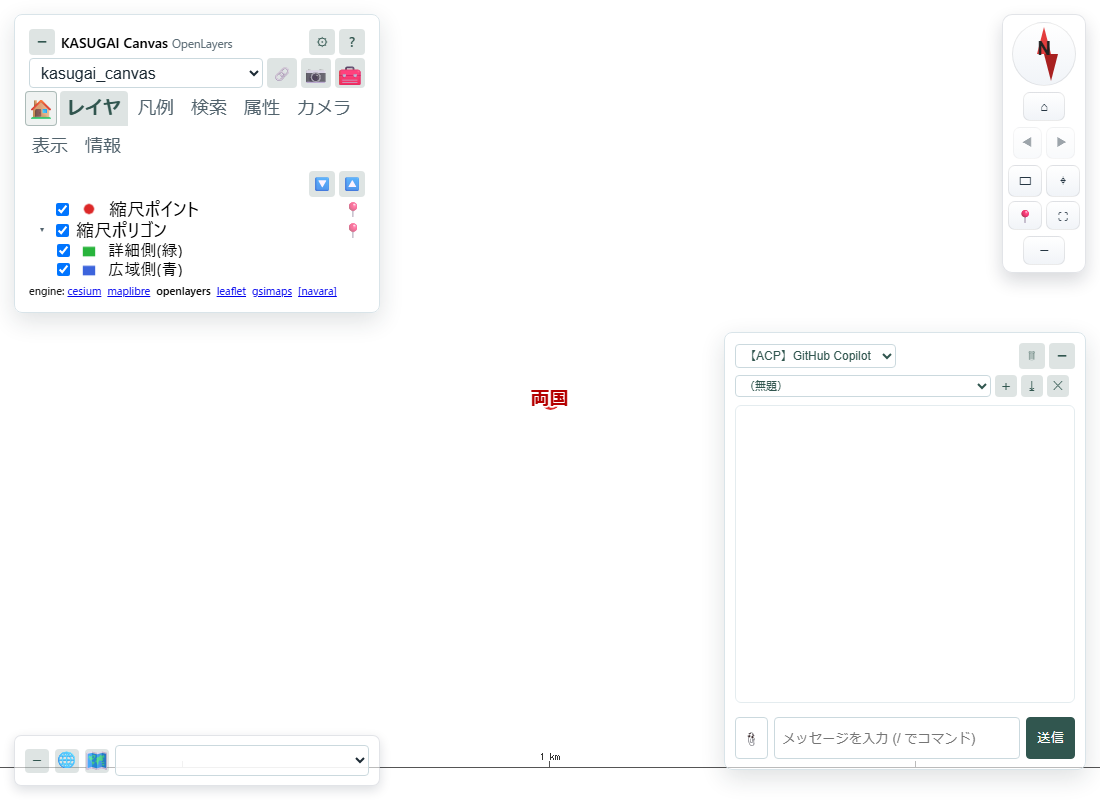 KASUGAI Canvas OpenLayers
?
kasugai_canvas
レイヤ 凡例 検索 属性 カメラ
表示 情報
縮尺ポイント
縮尺ポリゴン
詳細側(緑)
広域側(青)
engine: cesium maplibre openlayers leaflet gsimaps [navara]
N
両国
【ACP】GitHub Copilot
（無題）
メッセージを入力 (/ でコマンド)
送信
1 km